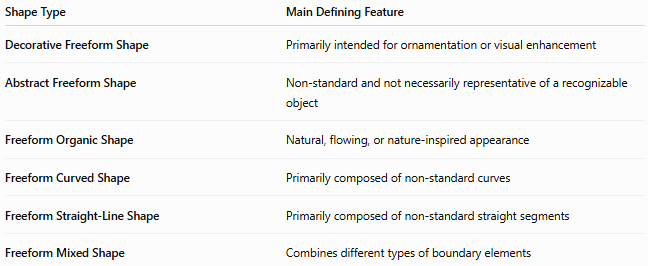 Shape Type Main Defining Feature
Decorative Freeform Shape Primarily intended for ornamentation or visual enhancement
Abstract Freeform Shape Non-standard and not necessarily representative of a recognizable
object
Freeform Organic Shape Natural, flowing, or nature-inspired appearance
Freeform Curved Shape Primarily composed of non-standard curves
Freeform Straight-Line Shape Primarily composed of non-standard straight segments
Freeform Mixed Shape Combines different types of boundary elements